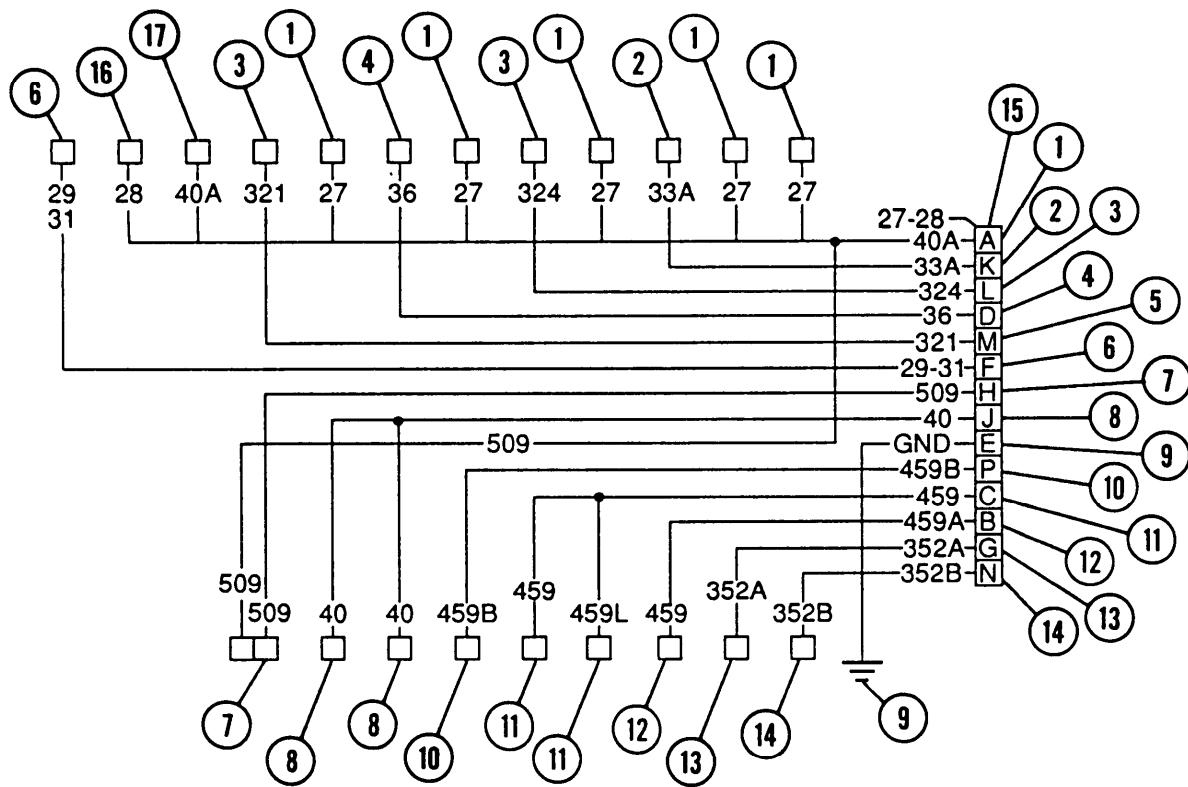 17 1 1 1 1
16 3 4 3 2 1
6
15
1
29 28 40A 321 27 36 27 324 27 33A 27 27
31
2
3
27-28
40A A
33A K
324 L
4
36 D
5
321 M
6
29-31 F
7
509 H
8
40 J
509
GND E
9
459B P
10
459 C
11
459A B
12
352A G
352B N
13
14
509 459 352A
509 40 40 459B 459L 459 352B
7 8 8 10 11 11 12 13 14 9